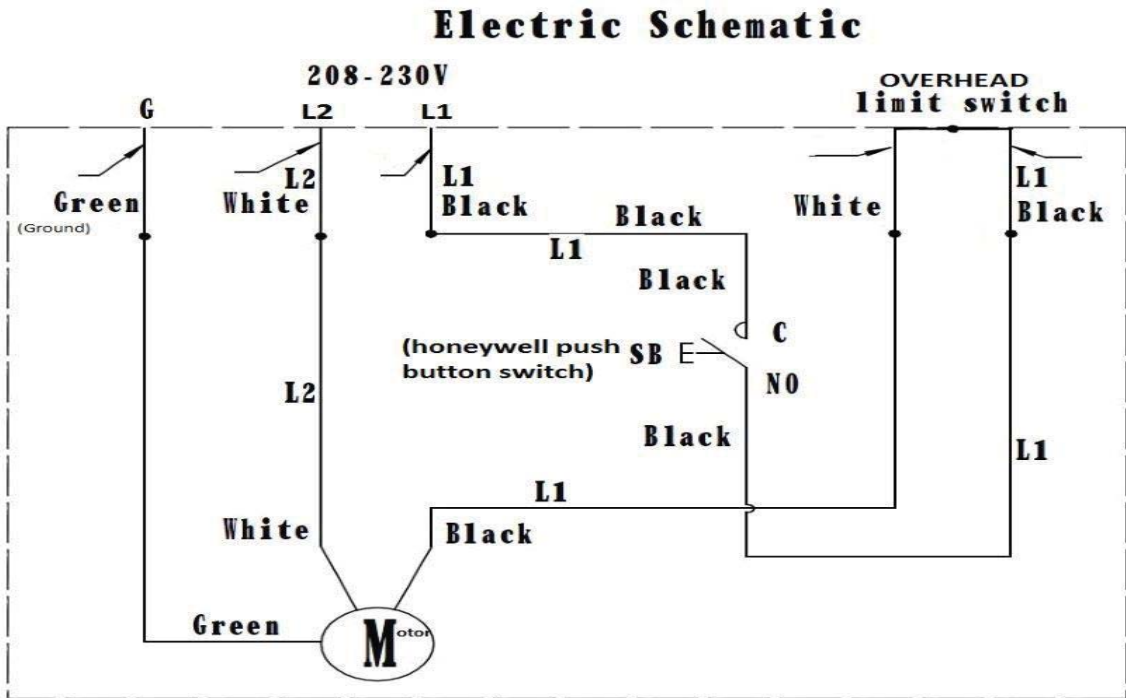 Electric Schematic
208-230V
OVERHEAD
limit switch
G
L2
L1
L2
L1
L1
Green
White
Black
White
Black
(Ground)
Black
L1
Black
C
(honeywell push
button switch)
SB
E
NO
L2
Black
L1
L1
White
Black
Green
Motor